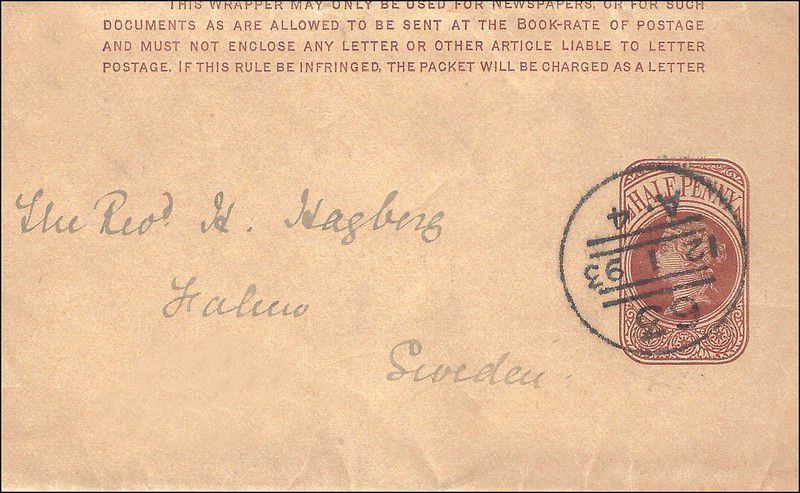 THIS WRAPPER MAY ONLY BE USED FOR NEWSPAPERS, OR FOR SUCH
DOCUMENTS AS ARE ALLOWED TO BE SENT AT THE BOOK-RATE OF POSTAGE
AND MUST NOT ENCLOSE ANY LETTER OR OTHER ARTICLE LIABLE TO LETTER
POSTAGE. IF THIS RULE BE INFRINGED, THE PACKET WILL BE CHARGED AS A LETTER
HALFPENNY
The Revd. H. Hagberg
Sweden